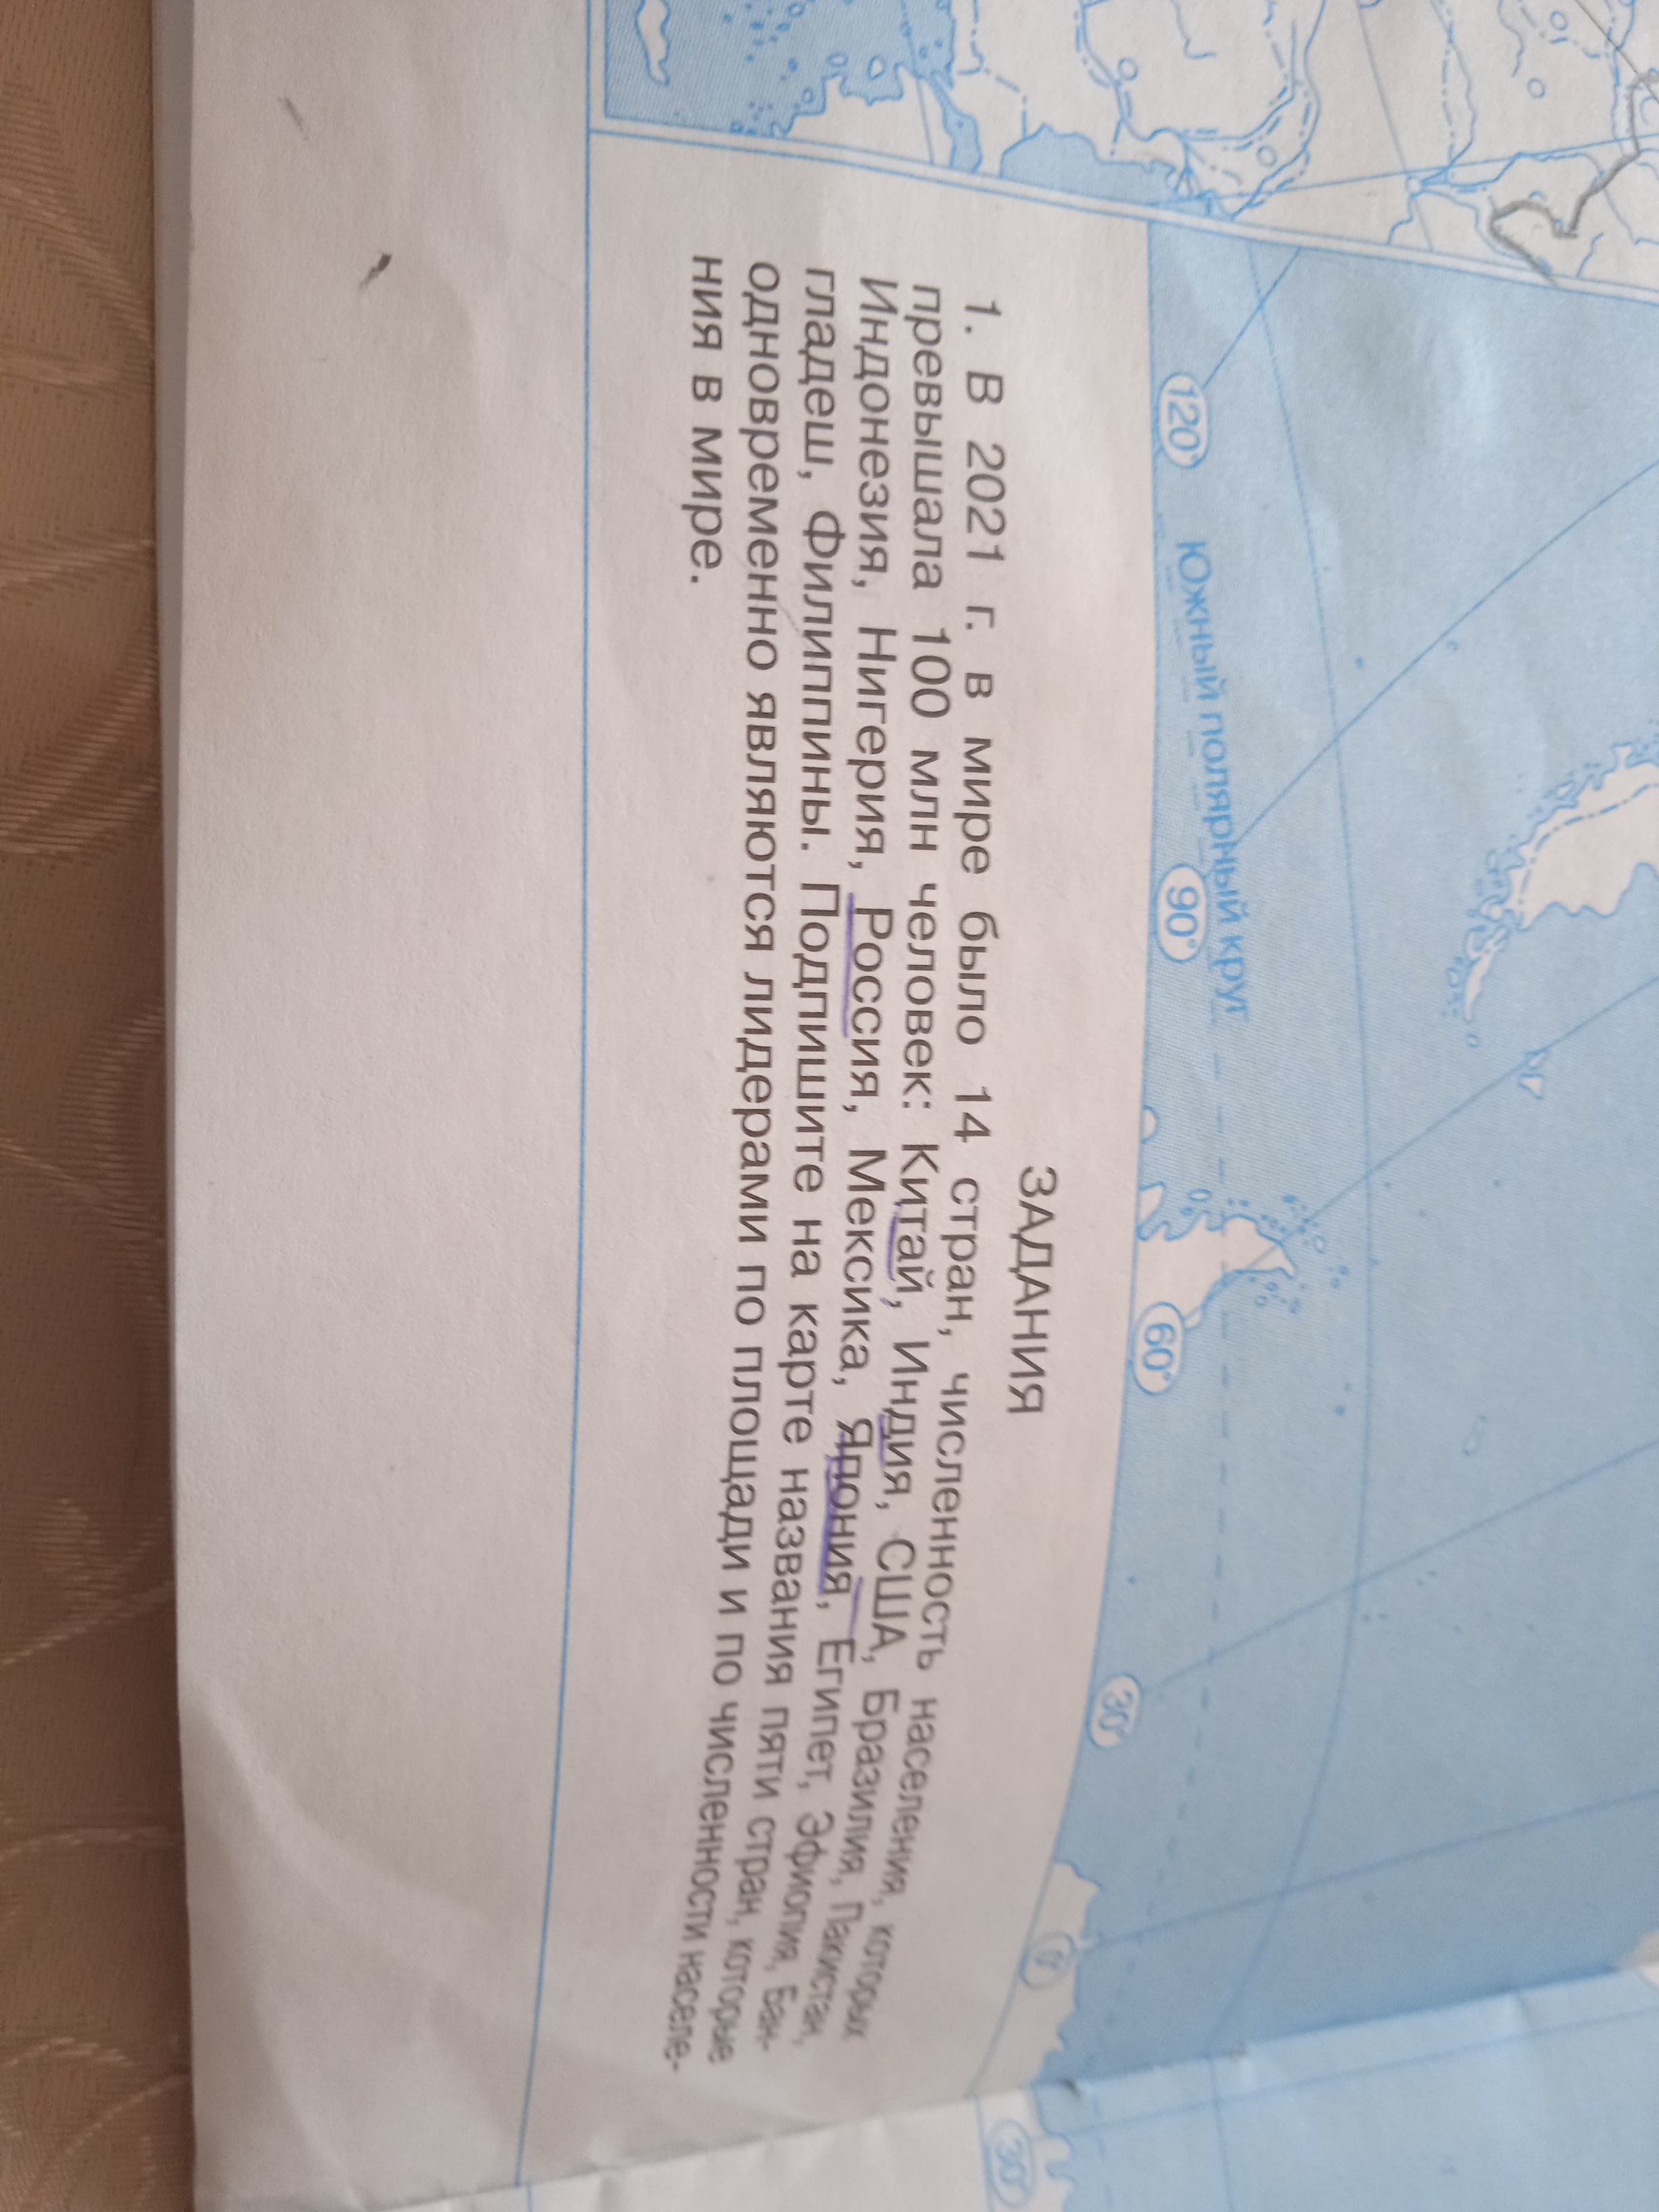 ЗАДАНИЯ
1. В 2021 г. в мире было 14 стран, численность населения, которых
превышала 100 млн человек: Китай, Индия, США, Бразилия, Пакистан,
Индонезия, Нигерия, Россия, Мексика, Япония, Египет, Эфиопия, Бан-
гладеш, Филиппины. Подпишите на карте названия пяти стран, которые
одновременно являются лидерами по площади и по численности населе-
ния в мире.
Южный полярный круг
120°
90°
60°
30°
0°
30°